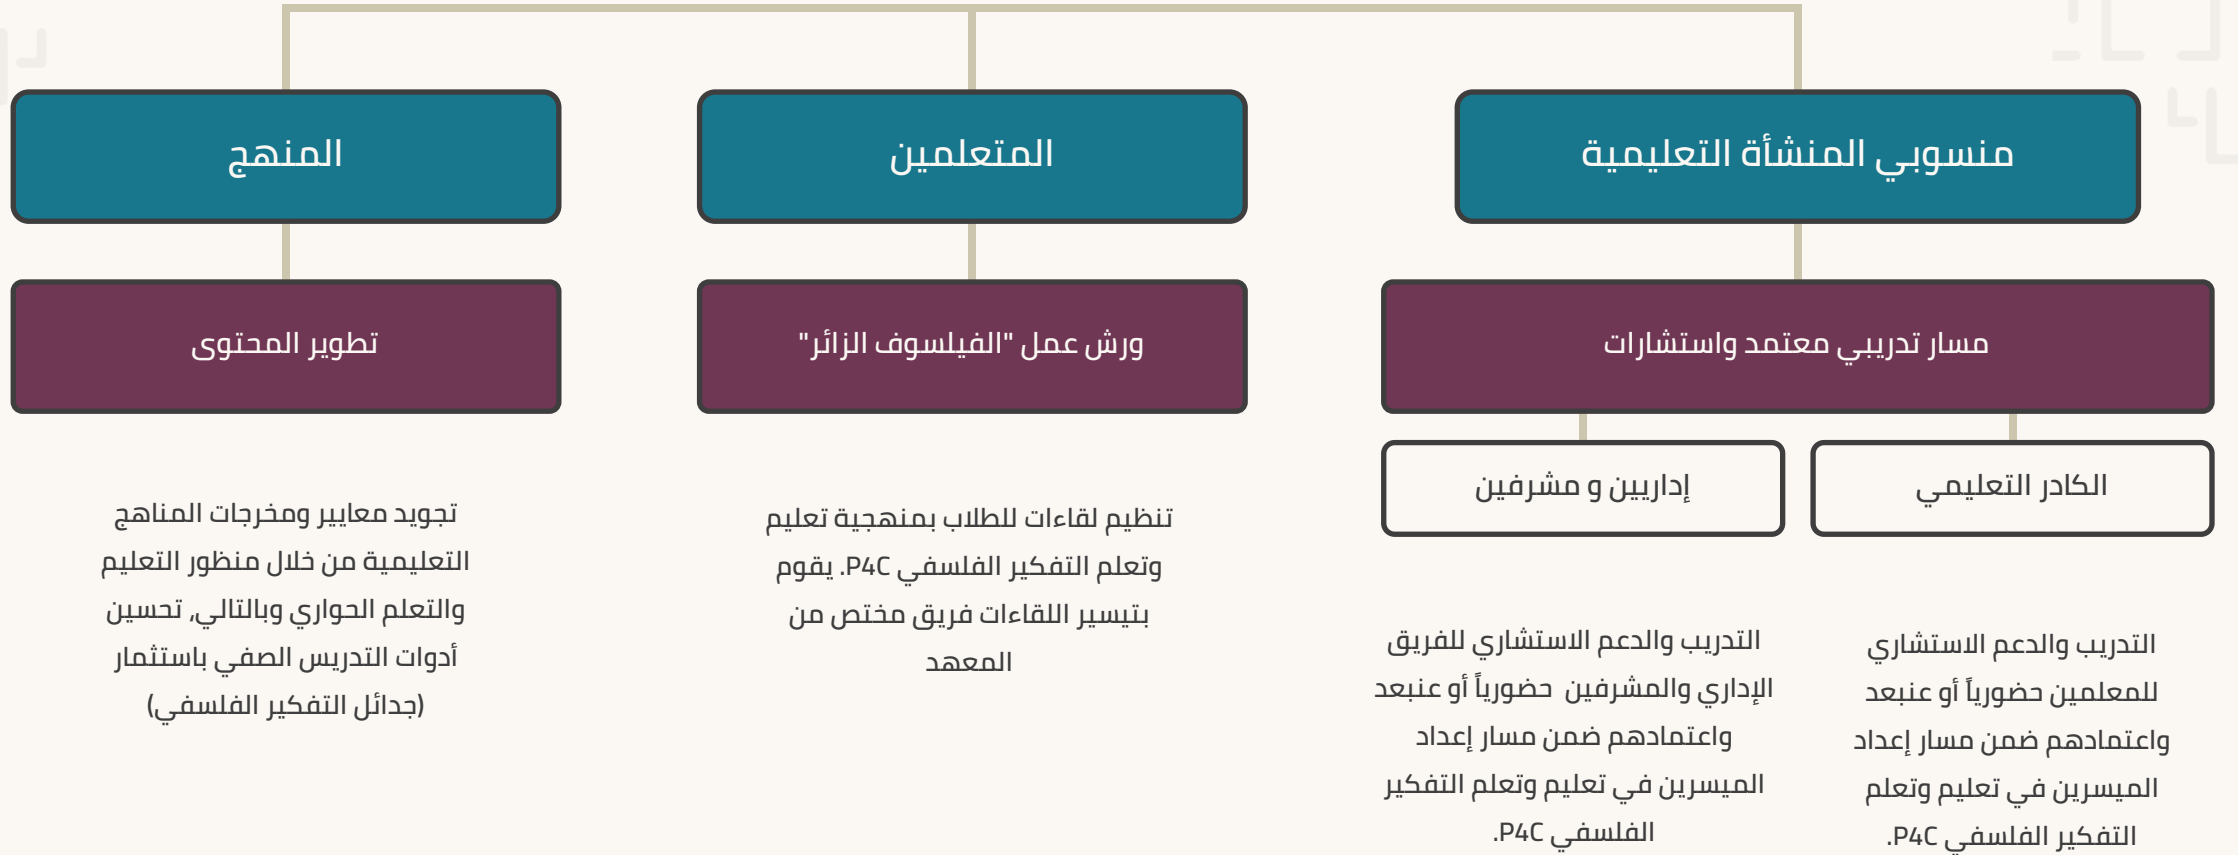 منسوبي المنشأة التعليمية
المتعلمين
المنهج
مسار تدريبي معتمد واستشارات
ورش عمل "الفيلسوف الزائر"
تطوير المحتوى
الكادر التعليمي
إداريين و مشرفين
التدريب والدعم الاستشاري
للمعلمين حضورياً أو عنبعد
واعتمادهم ضمن مسار إعداد
الميسرين في تعليم وتعلم
التفكير الفلسفي P4C.
التدريب والدعم الاستشاري للفريق
الإداري والمشرفين حضورياً أو عنبعد
واعتمادهم ضمن مسار إعداد
الميسرين في تعليم وتعلم التفكير
الفلسفي P4C.
تنظيم لقاءات للطلاب بمنهجية تعليم
وتعلم التفكير الفلسفي P4C. يقوم
بتيسير اللقاءات فريق مختص من
المعهد
تجويد معايير ومخرجات المناهج
التعليمية من خلال منظور التعليم
والتعلم الحواري وبالتالي، تحسين
أدوات التدريس الصفي باستثمار
(جدائل التفكير الفلسفي)